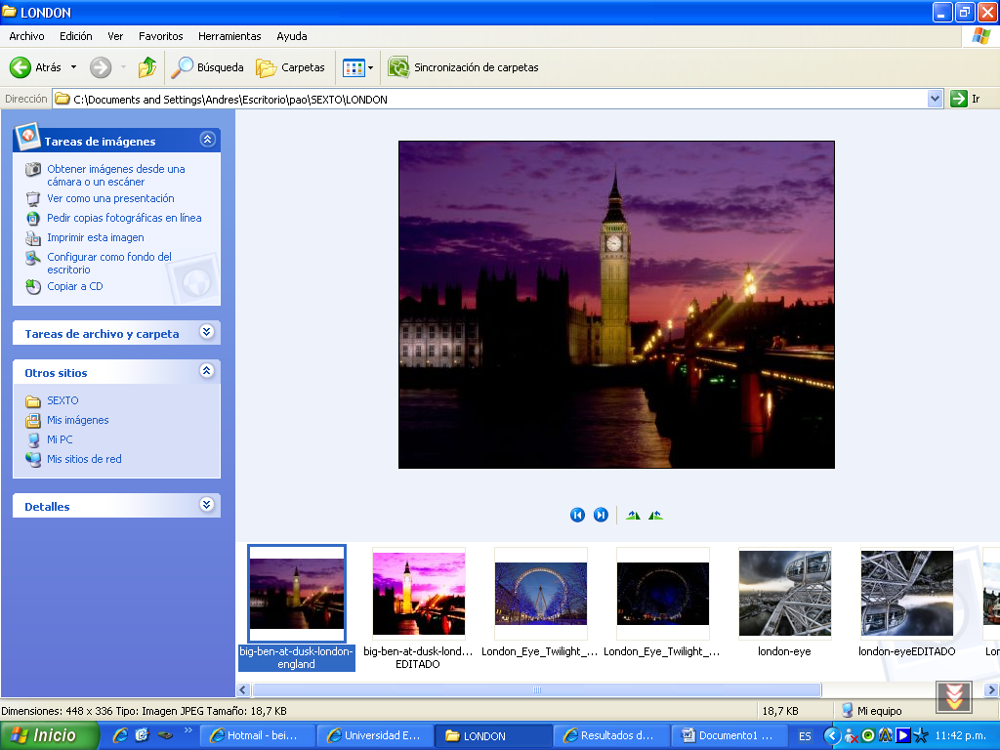 LONDON
Archivo Edición Ver Favoritos Herramientas Ayuda
Atrás Búsqueda Carpetas Sincronización de carpetas
Dirección C:\Documents and Settings\Andres\Escritorio\pao\SEXTO\LONDON Ir
Tareas de imágenes
Obtener imágenes desde una
cámara o un escáner
Ver como una presentación
Pedir copias fotográficas en línea
Imprimir esta imagen
Configurar como fondo del
escritorio
Copiar a CD
Tareas de archivo y carpeta
Otros sitios
SEXTO
Mis imágenes
Mi PC
Mis sitios de red
Detalles
big-ben-at-dusk-london-
england
big-ben-at-dusk-lond...
EDITADO
London_Eye_Twilight_...
London_Eye_Twilight_...
london-eye
london-eyeEDITADO
Lor
Dimensiones: 448 x 336 Tipo: Imagen JPEG Tamaño: 18,7 KB 18,7 KB Mi equipo
Inicio Hotmail - bei... Universidad E... LONDON Resultados d... Documento1 ... ES 11:42 p.m.